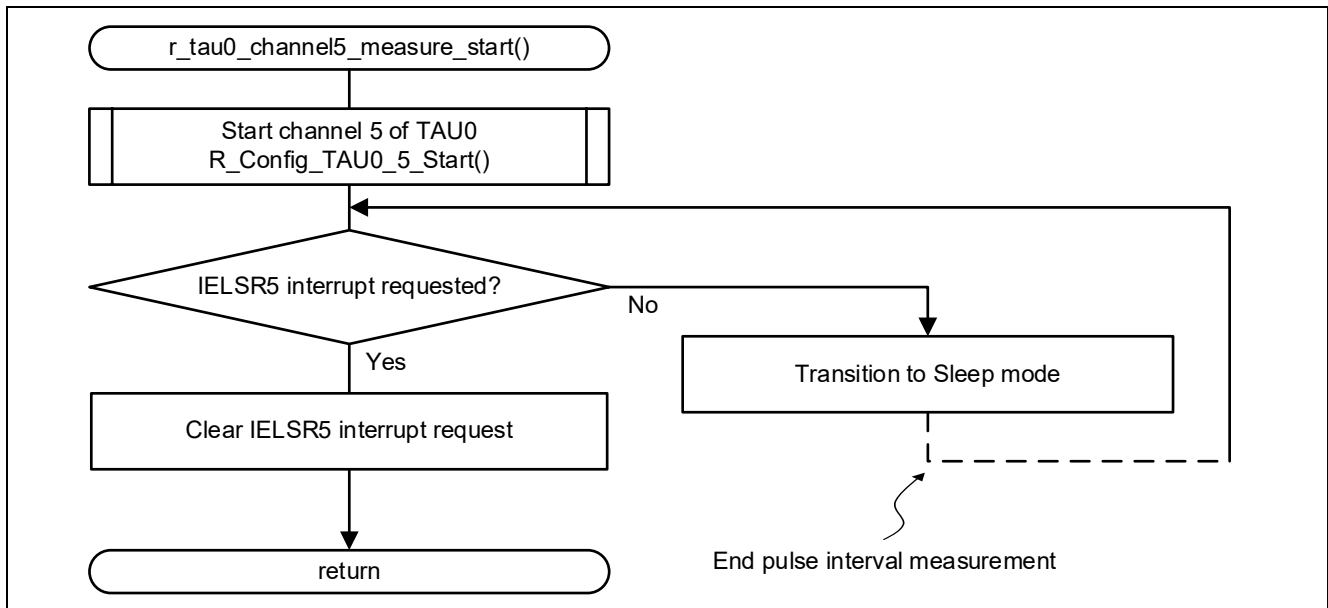 r_tau0_channel5_measure_start()
Start channel 5 of TAU0
R_Config_TAU0_5_Start()
IELSR5 interrupt requested?
No
Yes
Transition to Sleep mode
Clear IELSR5 interrupt request
End pulse interval measurement
return